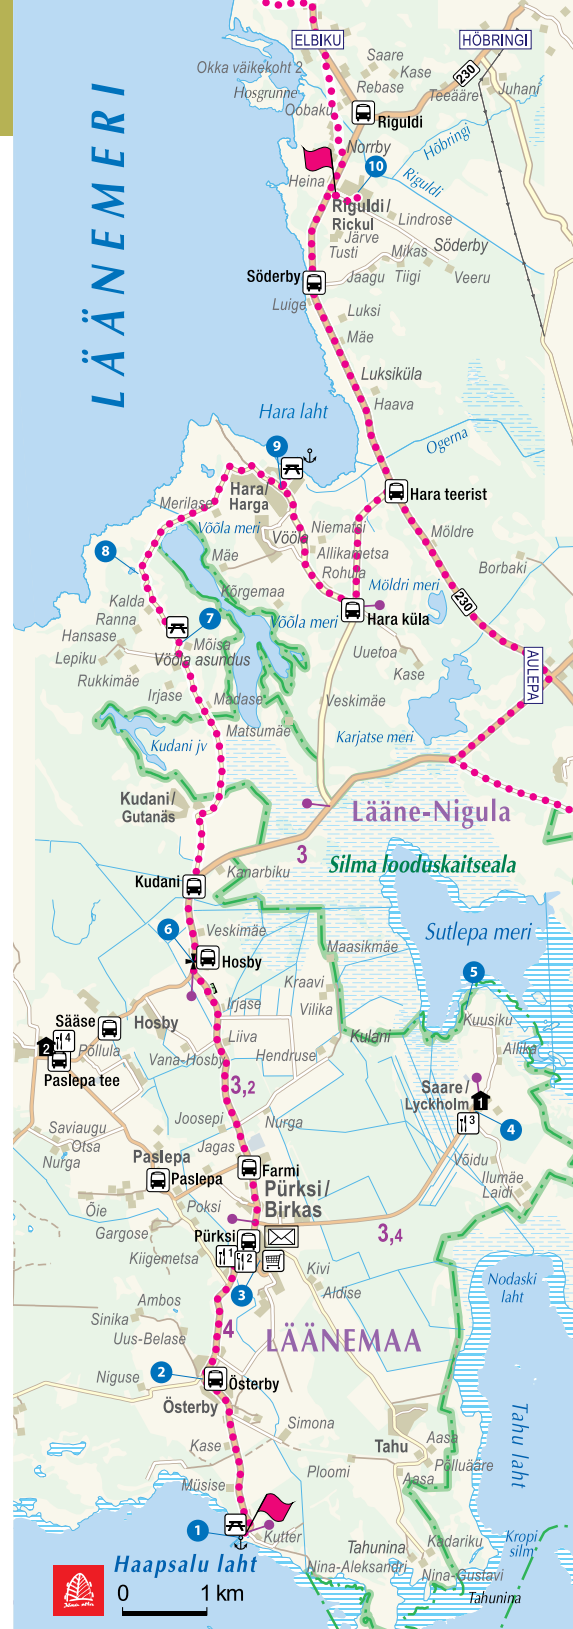 ELBIKU
HÖBRINGI
Saare
Okka väikekoht 2
Kase
230
Rebase
Juhani
Hosgrunne
Teeääre
Oobaku
Riguldi
Höbringi
Norrby
10
Riguldi
Heina
Riguldi/
Rickul
Lindrose
Järve
Söderby
Tusti
Mikas
Söderby
Jaagu
Tiigi
Veeru
Luige
Luksi
LÄÄNEMERI
Mäe
Luksiküla
Haava
Hara laht
Ogerna
9
Hara/
Harga
Hara teerist
Merilase
Vööla meri
Niematsi
Möldre
Vööla
8
Mäe
Allikametsa
Rohula
Borbaki
Kõrgemaa
Möldri meri
Kalda
230
7
Ranna
Vööla meri
Hara küla
Hansase
Mõisa
Lepiku
Vööla asundus
Uuetoa
AULEPA
Rukkimäe
Kase
Irjase
Madase
Veskimäe
Matsumäe
Karjatse meri
Kudani jv
Kudani/
Gutanäs
Lääne-Nigula
3
Silma looduskaitseala
Kanarbiku
Kudani
6
Veskimäe
Sutlepa meri
Maasikmäe
Hosby
5
Kraavi
Irjase
Kuusiku
Sääse
Hosby
Vilika
4
Liiva
Kulani
2
Põllula
Allika
Vana-Hosby
Hendruse
Paslepa tee
3,2
Saare/
Lyckholm
1
Joosepi
Nurga
3
4
Saviaugu
Otsa
Jagas
Nurga
Paslepa
Võidu
Farmi
Paslepa
Pürksi/
Birkas
Ilumäe
Laidi
Õie
Poksi
Gargose
Pürksi
3,4
Kiigemetsa
1
2
Kivi
Nodaski
laht
3
Aldise
Ambos
Sinika
4
Uus-Belase
LÄÄNEMAA
2
Niguse
Österby
Österby
Simona
Tahu laht
Tahu
Aasa
Kase
Ploomi
Põlluääre
Aasa
Müsise
1
Kutter
Kadariku
Kropi
silm
Tahunina
Haapsalu laht
Nina-Aleksandri
Nina-Gustavi
0 1 km
Tahunina